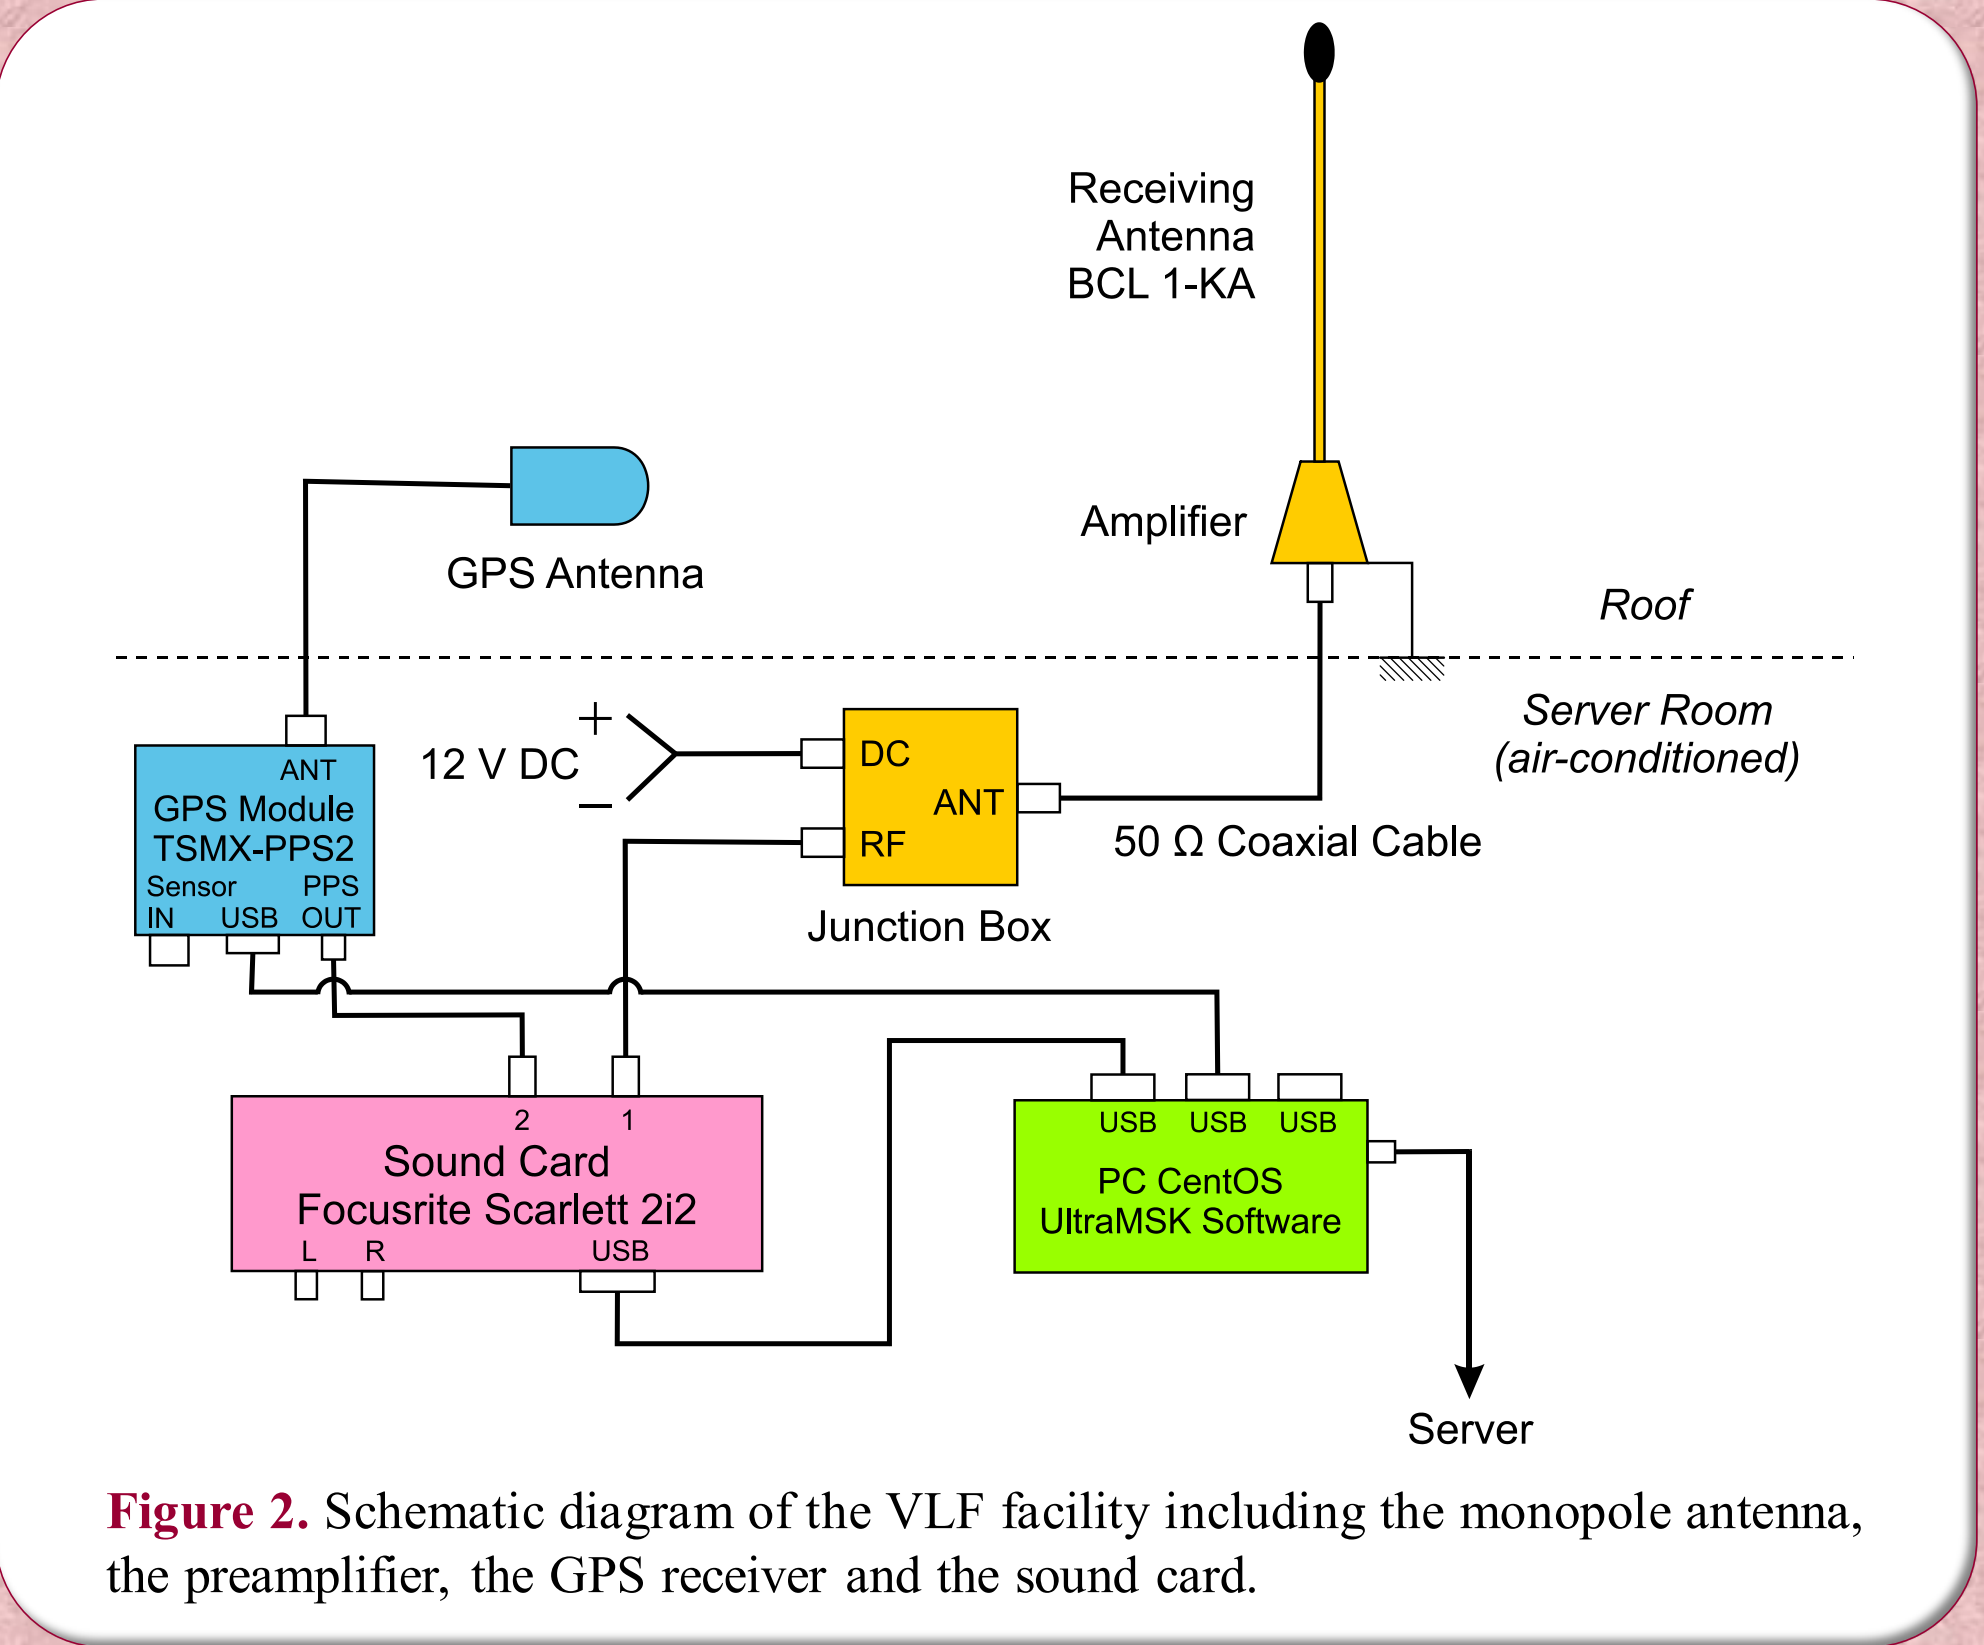 Receiving
Antenna
BCL 1-KA
GPS Antenna
Amplifier
Roof
Server Room
(air-conditioned)
+
12 V DC
−
DC
ANT
RF
50 Ω Coaxial Cable
Junction Box
ANT
GPS Module
TSMX-PPS2
Sensor PPS
IN USB OUT
2 1
Sound Card
Focusrite Scarlett 2i2
L R USB
USB USB USB
PC CentOS
UltraMSK Software
Server
Figure 2. Schematic diagram of the VLF facility including the monopole antenna,
the preamplifier, the GPS receiver and the sound card.